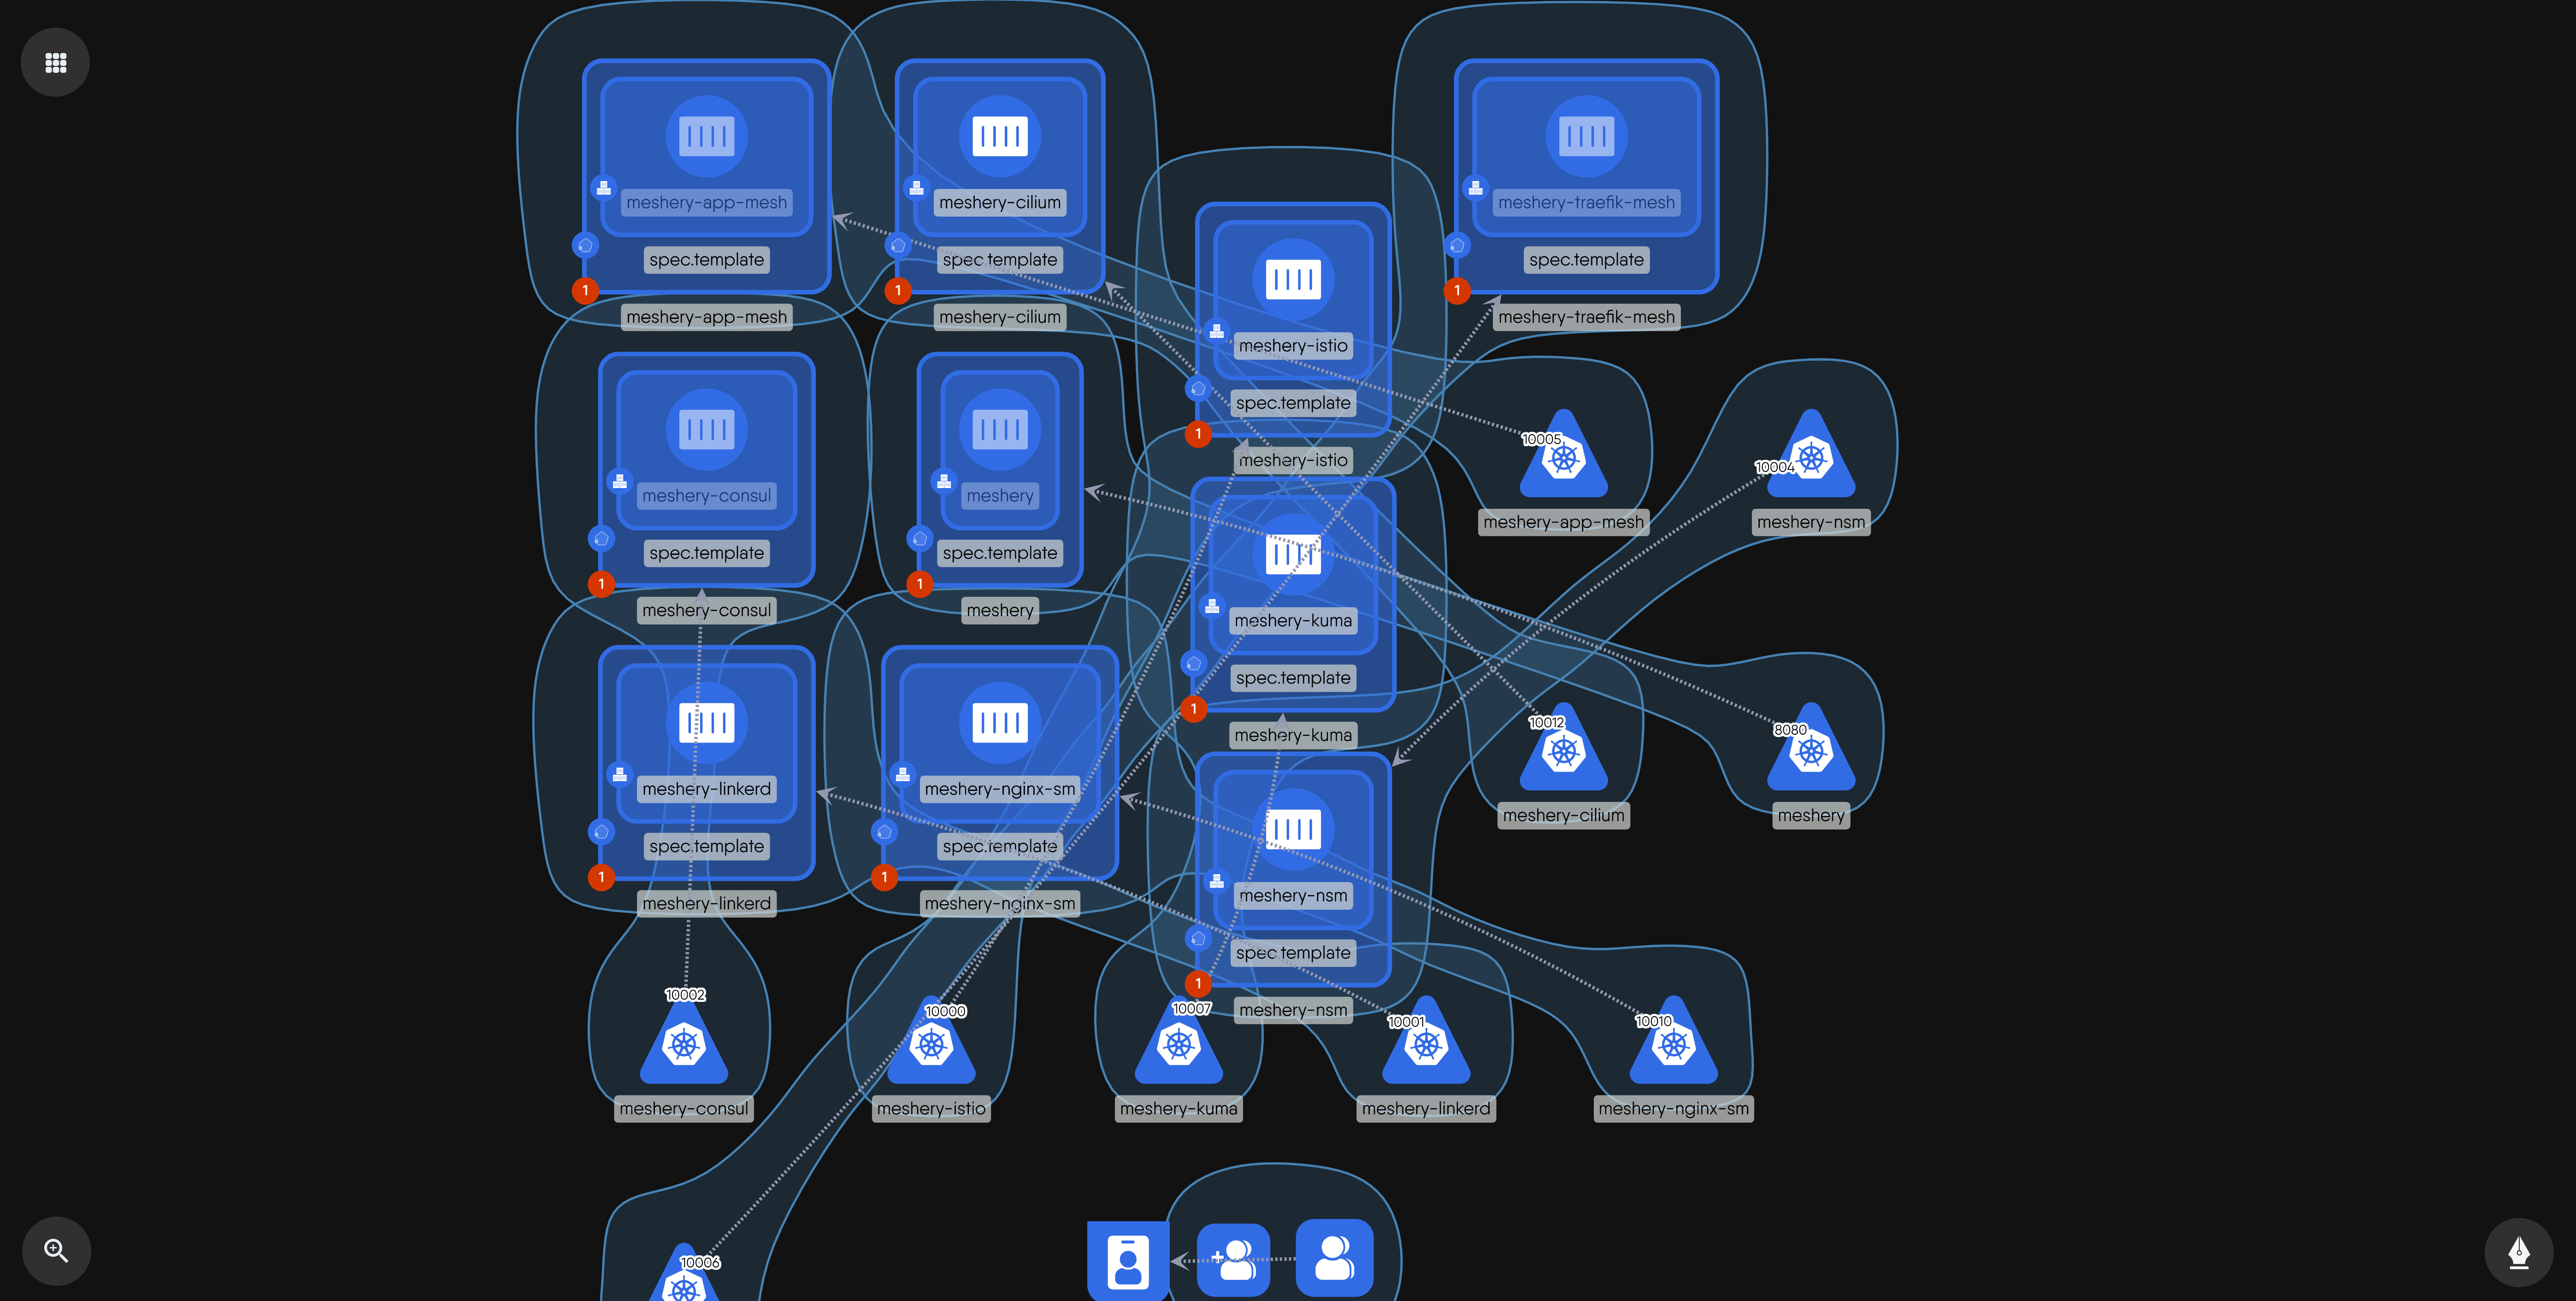 meshery-app-mesh
spec.template
1
meshery-app-mesh
meshery-cilium
spec.template
1
meshery-cilium
meshery-istio
spec.template
1
meshery-istio
meshery-traefik-mesh
spec.template
1
meshery-traefik-mesh
meshery-consul
spec.template
1
meshery-consul
meshery
spec.template
1
meshery
meshery-kuma
spec.template
1
meshery-kuma
10005
meshery-app-mesh
10004
meshery-nsm
meshery-linkerd
spec.template
1
meshery-linkerd
meshery-nginx-sm
spec.template
1
meshery-nginx-sm
meshery-nsm
spec.template
1
meshery-nsm
10012
meshery-cilium
8080
meshery
10002
meshery-consul
10000
meshery-istio
10007
meshery-kuma
10001
meshery-linkerd
10010
meshery-nginx-sm
10006